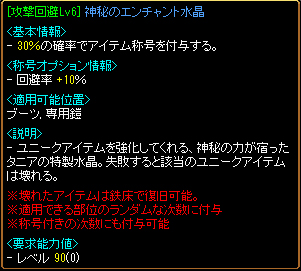 [攻撃回避Lv6] 神秘のエンチャント水晶
<基本情報>
- 30%の確率でアイテム称号を付与する。
<称号オプション情報>
- 回避率 +10%
<適用可能位置>
ブーツ, 専用鎧
<説明>
- ユニークアイテムを強化してくれる、神秘の力が宿った
タニアの特製水晶。失敗すると該当のユニークアイテム
は壊れる。
※壊れたアイテムは鉄床で復旧可能。
※適用できる部位のランダムな次数に付与
※称号付きの次数にも付与可能
<要求能力値>
- レベル 90(0)